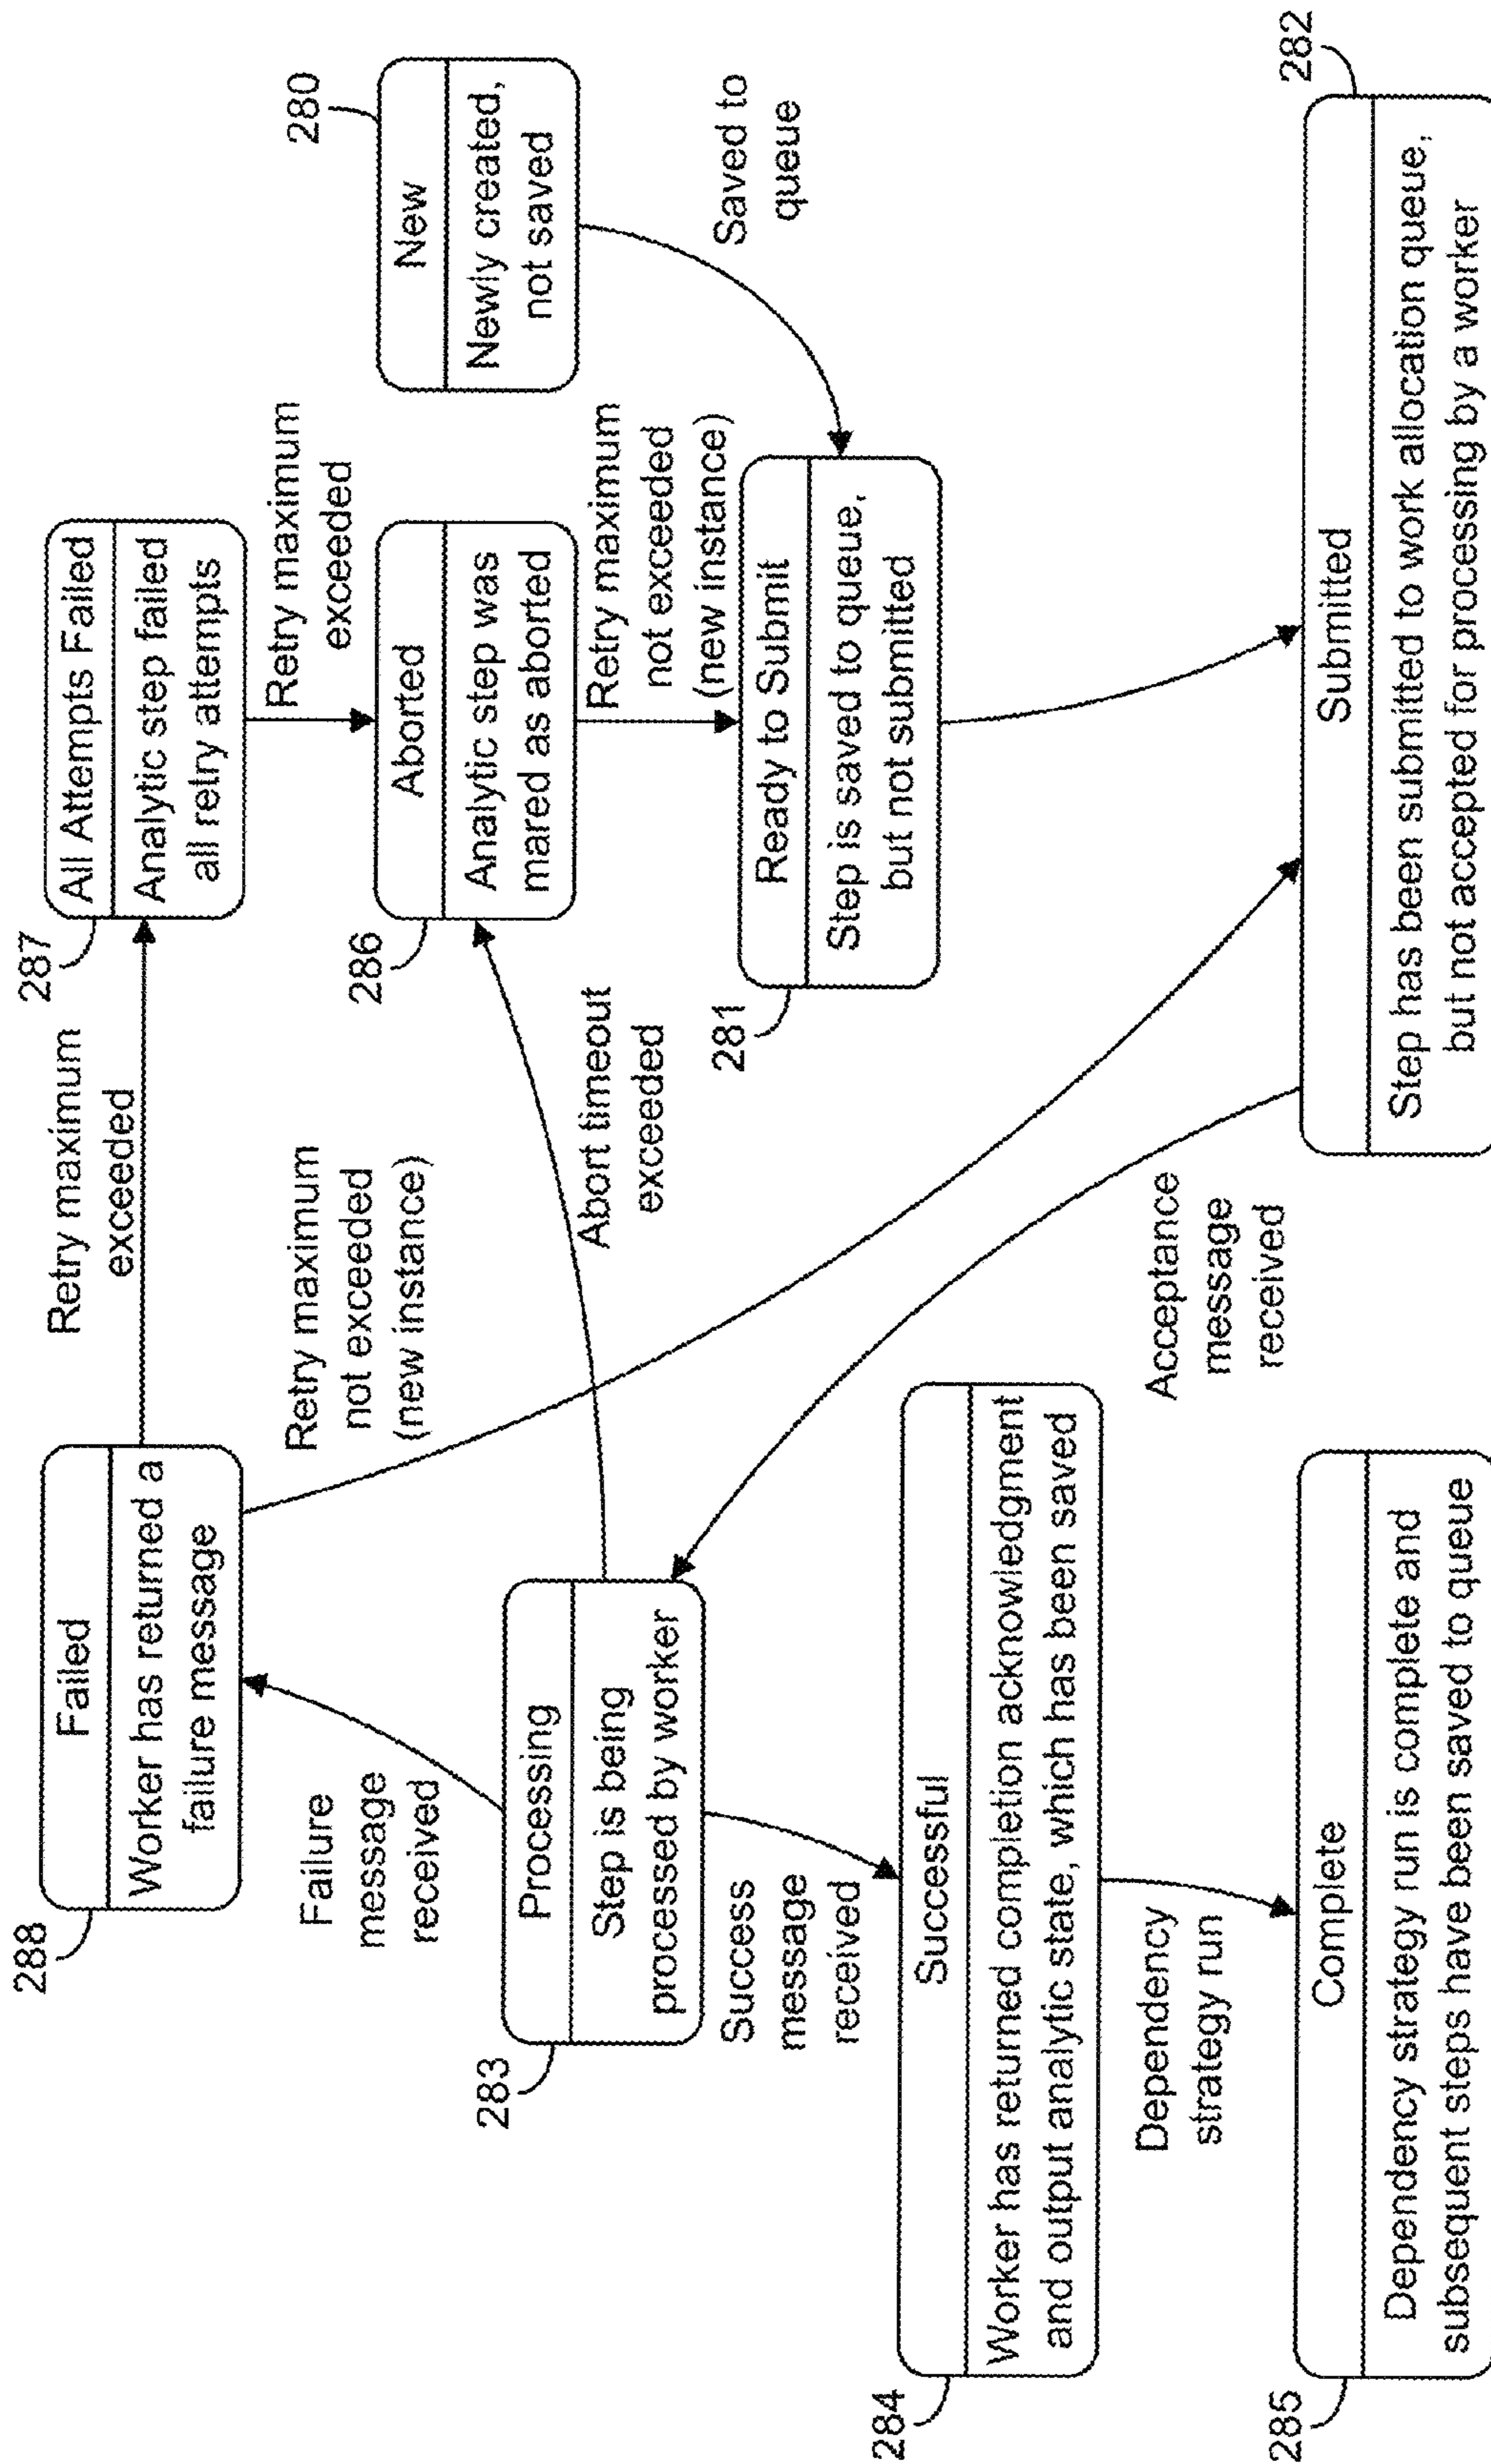 288
Failed
Worker has returned a
failure message
Retry maximum
exceeded
287
All Attempts Failed
Analytic step failed
all retry attempts
Failure
message
received
Retry maximum
not exceeded
(new instance)
Retry maximum
exceeded
280
New
Newly created,
not saved
283
Processing
Step is being
processed by worker
Abort timeout
exceeded
286
Aborted
Analytic step was
mared as aborted
Retry maximum
not exceeded
(new instance)
Saved to
queue
Success
message
received
281
Ready to Submit
Step is saved to queue,
but not submitted
284
Successful
Worker has returned completion acknowledgment
and output analytic state, which has been saved
Acceptance
message
received
Dependency
strategy run
285
Complete
Dependency strategy run is complete and
subsequent steps have been saved to queue
282
Submitted
Step has been submitted to work allocation queue,
but not accepted for processing by a worker